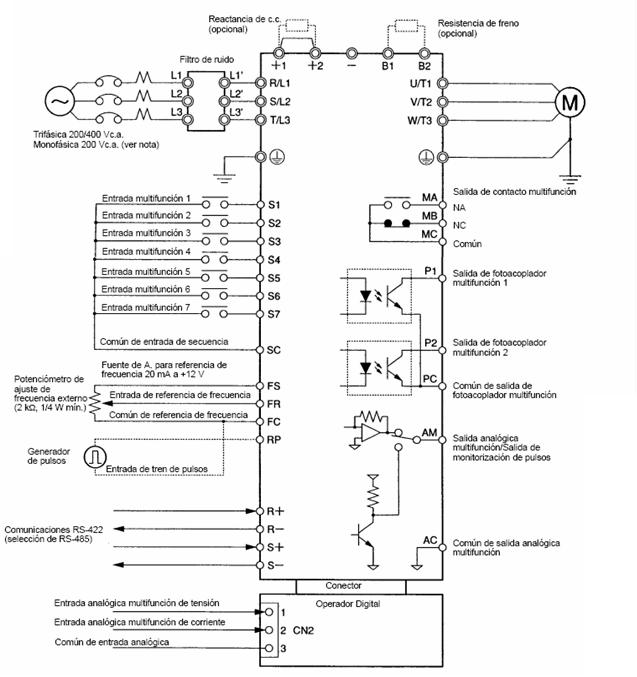 Reactancia de c.c.
(opcional)
Resistencia de freno
(opcional)
Filtro de ruido
+1
+2
−
B1
B2
L1
L1'
R/L1
U/T1
L2
L2'
S/L2
V/T2
M
L3
L3'
T/L3
W/T3
Trifásica 200/400 Vc.a.
Monofásica 200 Vc.a. (ver nota)
Entrada multifunción 1
S1
Entrada multifunción 2
S2
Entrada multifunción 3
S3
Entrada multifunción 4
S4
Entrada multifunción 5
S5
Entrada multifunción 6
S6
Entrada multifunción 7
S7
Común de entrada de secuencia
SC
MA
Salida de contacto multifunción
NA
MB
NC
MC
Común
P1
Salida de fotoacoplador
multifunción 1
P2
Salida de fotoacoplador
multifunción 2
PC
Común de salida de
fotoacoplador multifunción
Fuente de A. para referencia de
frecuencia 20 mA a +12 V
FS
Potenciómetro de
ajuste de
frecuencia externo
(2 kΩ, 1/4 W min.)
Entrada de referencia de frecuencia
FR
Común de referencia de frecuencia
FC
RP
Generador
de pulsos
Entrada de tren de pulsos
AM
Salida analógica
multifunción/Salida de
monitorización de pulsos
AC
Común de salida analógica
multifunción
R+
Comunicaciones RS-422
(selección de RS-485)
R−
S+
S−
Conector
Operador Digital
Entrada analógica multifunción de tensión
1
Entrada analógica multifunción de corriente
2 CN2
Común de entrada analógica
3